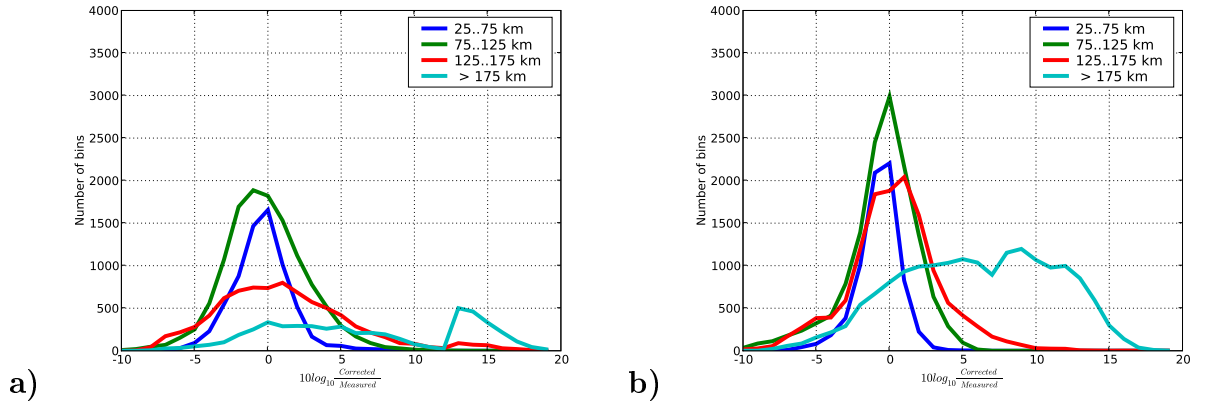 4000
3500
3000
2500
2000
1500
1000
500
0
Number of bins
-10 -5 0 5 10 15 20
10log10 Corrected/Measured
25..75 km
75..125 km
125..175 km
> 175 km
a)
4000
3500
3000
2500
2000
1500
1000
500
0
Number of bins
-10 -5 0 5 10 15 20
10log10 Corrected/Measured
25..75 km
75..125 km
125..175 km
> 175 km
b)